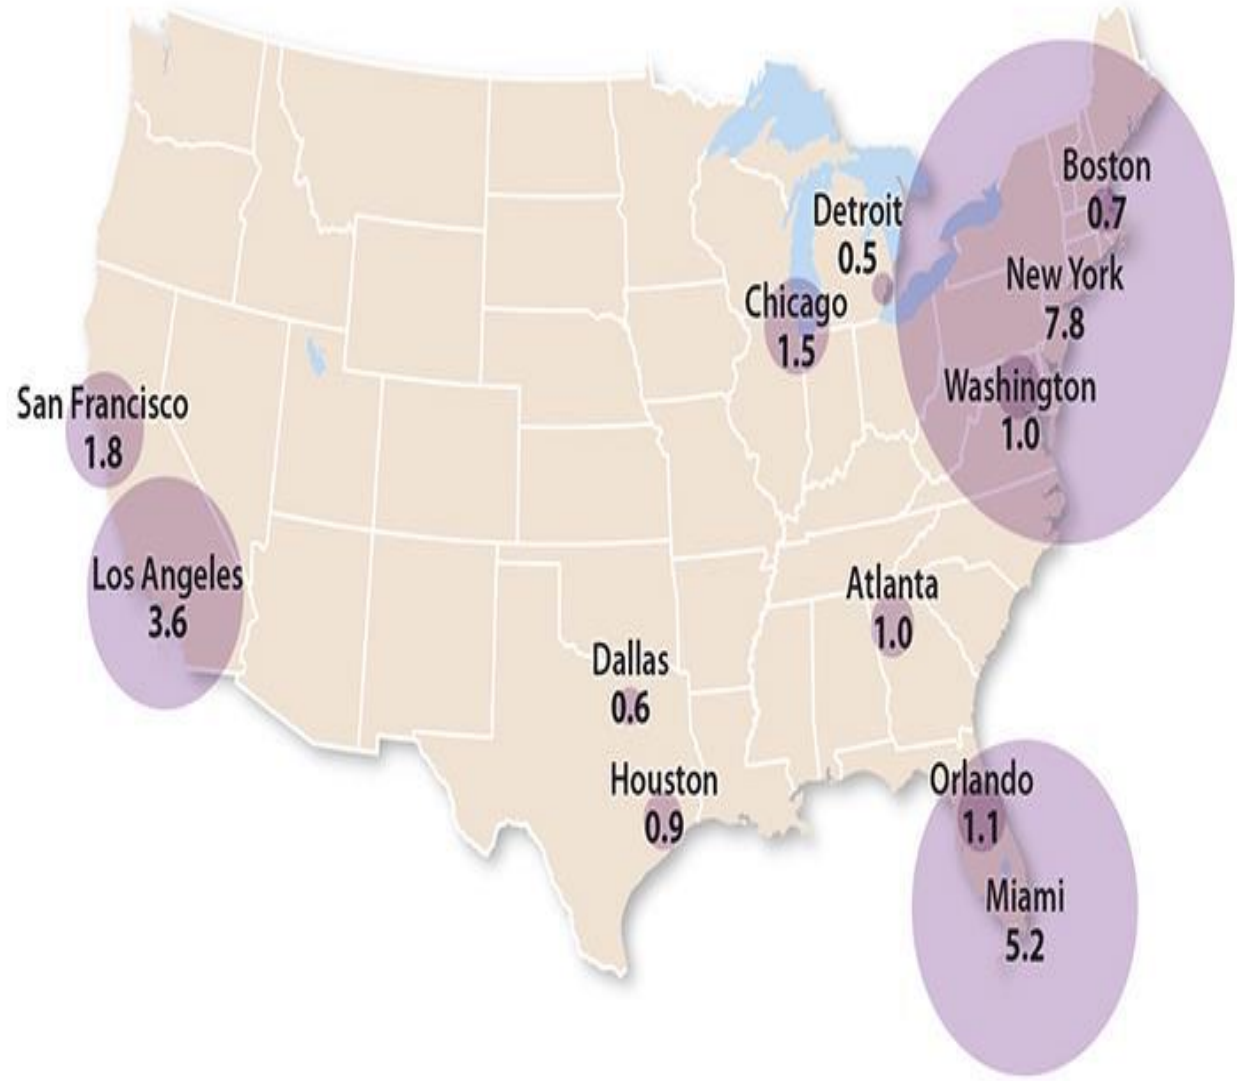 Boston
0.7
Detroit
0.5
New York
7.8
Chicago
1.5
Washington
1.0
San Francisco
1.8
Los Angeles
3.6
Atlanta
1.0
Dallas
0.6
Houston
0.9
Orlando
1.1
Miami
5.2